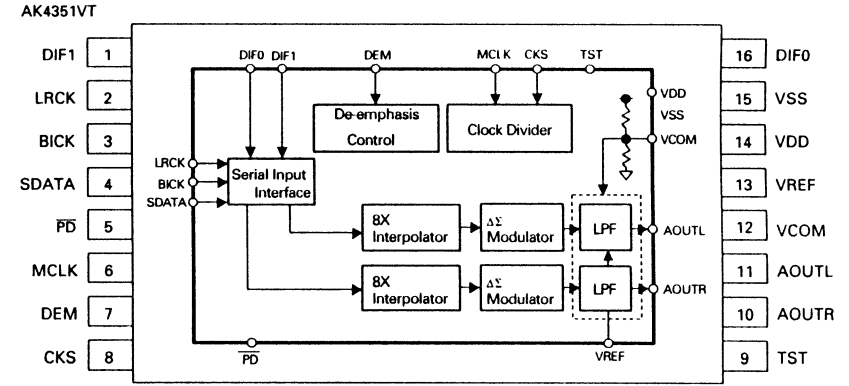 AK4351VT
DIF1 1
LRCK 2
BICK 3
SDATA 4
PD 5
MCLK 6
DEM 7
CKS 8
16 DIF0
15 VSS
14 VDD
13 VREF
12 VCOM
11 AOUTL
10 AOUTR
9 TST
DIF0 DIF1 DEM MCLK CKS TST
VDD
VSS
VCOM
De-emphasis
Control
Clock Divider
LRCK
BICK
SDATA
Serial Input
Interface
8X
Interpolator
ΔΣ
Modulator
LPF
AOUTL
8X
Interpolator
ΔΣ
Modulator
LPF
AOUTR
PD
VREF